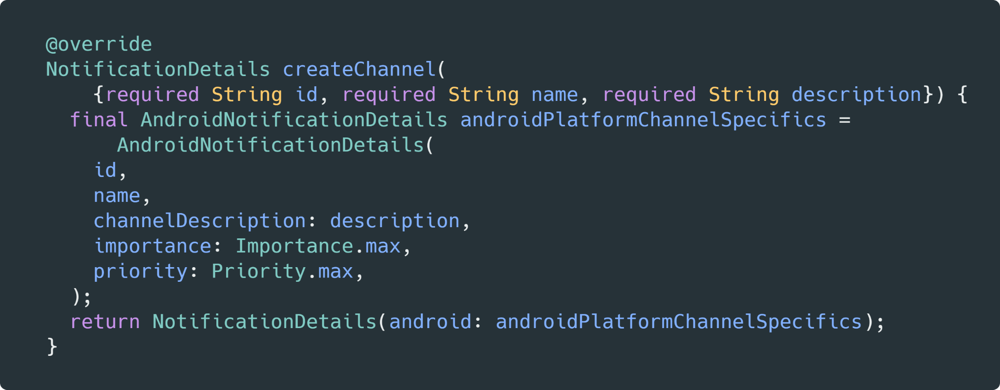 @override
NotificationDetails createChannel(
    {required String id, required String name, required String description}) {
  final AndroidNotificationDetails androidPlatformChannelSpecifics =
      AndroidNotificationDetails(
    id,
    name,
    channelDescription: description,
    importance: Importance.max,
    priority: Priority.max,
  );
  return NotificationDetails(android: androidPlatformChannelSpecifics);
}